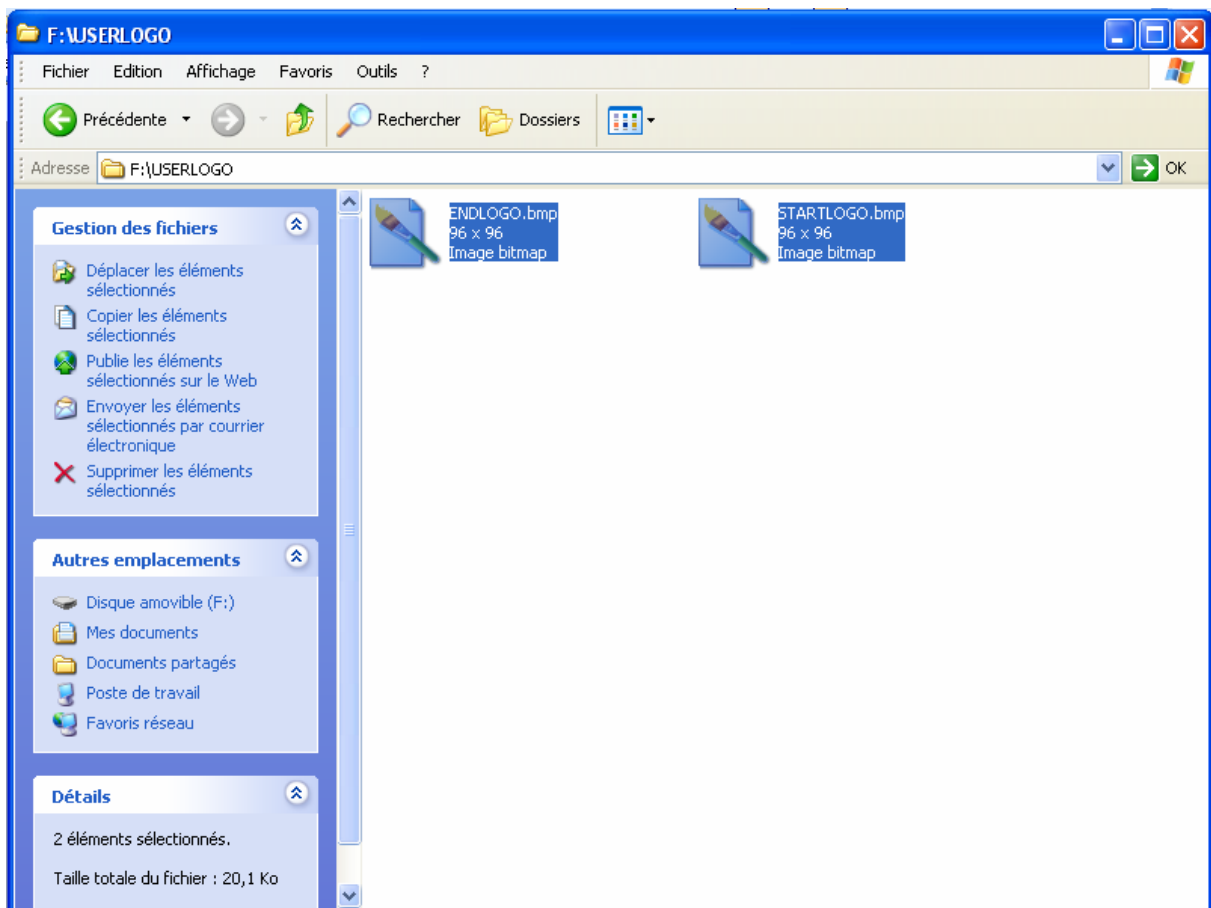 F:\USERLOGO
Fichier Edition Affichage Favoris Outils ?
Précédente Rechercher Dossiers
Adresse F:\USERLOGO OK
Gestion des fichiers
Déplacer les éléments
sélectionnés
Copier les éléments
sélectionnés
Publie les éléments
sélectionnés sur le Web
Envoyer les éléments
sélectionnés par courrier
électronique
Supprimer les éléments
sélectionnés
Autres emplacements
Disque amovible (F:)
Mes documents
Documents partagés
Poste de travail
Favoris réseau
Détails
2 éléments sélectionnés.
Taille totale du fichier : 20,1 Ko
ENDLOGO.bmp
96 x 96
Image bitmap
STARTLOGO.bmp
96 x 96
Image bitmap